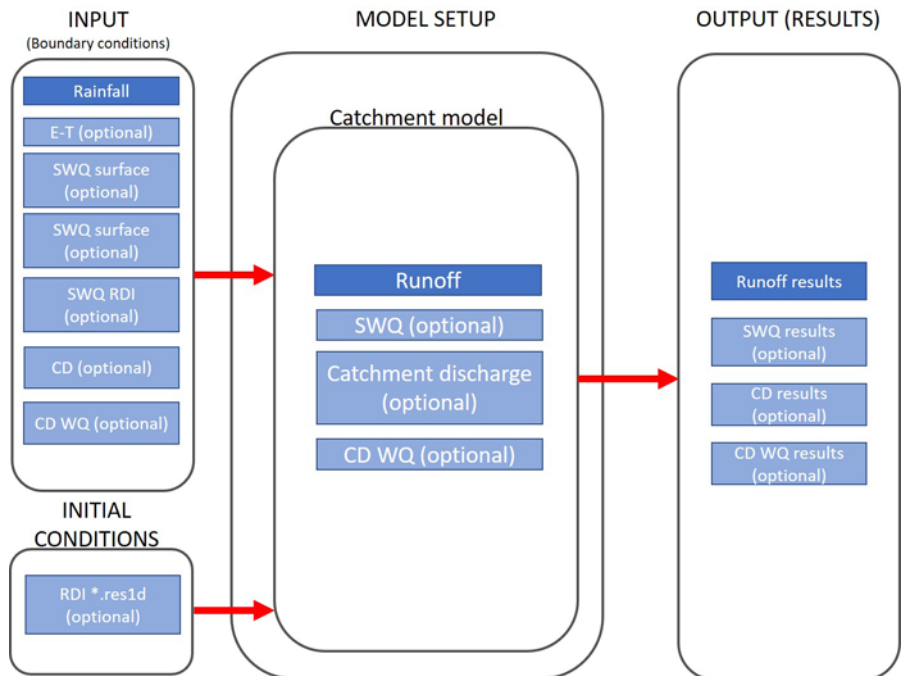 INPUT
(Boundary conditions)
Rainfall
E-T (optional)
SWQ surface
(optional)
SWQ surface
(optional)
SWQ RDI
(optional)
CD (optional)
CD WQ (optional)
INITIAL
CONDITIONS
RDI *.res1d
(optional)
MODEL SETUP
Catchment model
Runoff
SWQ (optional)
Catchment discharge
(optional)
CD WQ (optional)
OUTPUT (RESULTS)
Runoff results
SWQ results
(optional)
CD results
(optional)
CD WQ results
(optional)